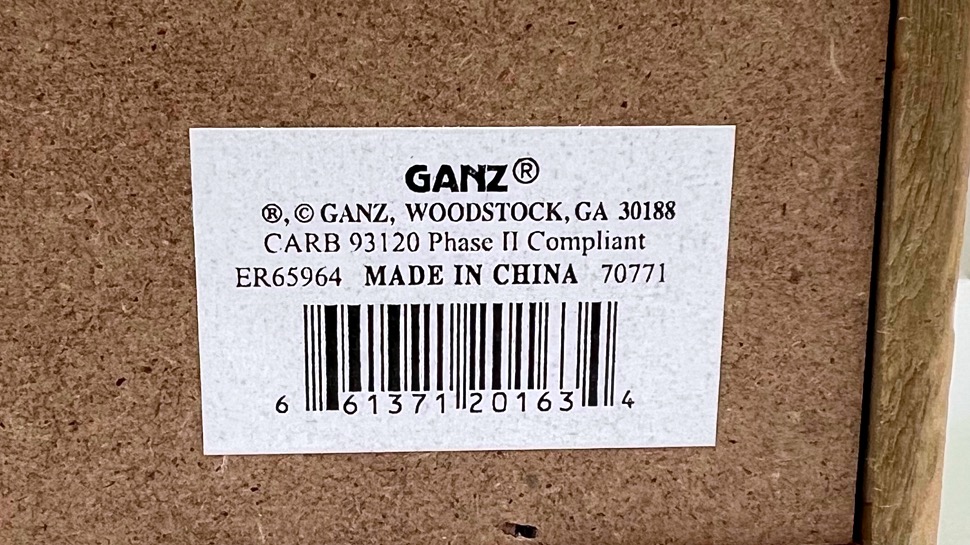 GANZ®
®, © GANZ, WOODSTOCK, GA 30188
CARB 93120 Phase II Compliant
ER65964 MADE IN CHINA 70771
6 61371 20163 4